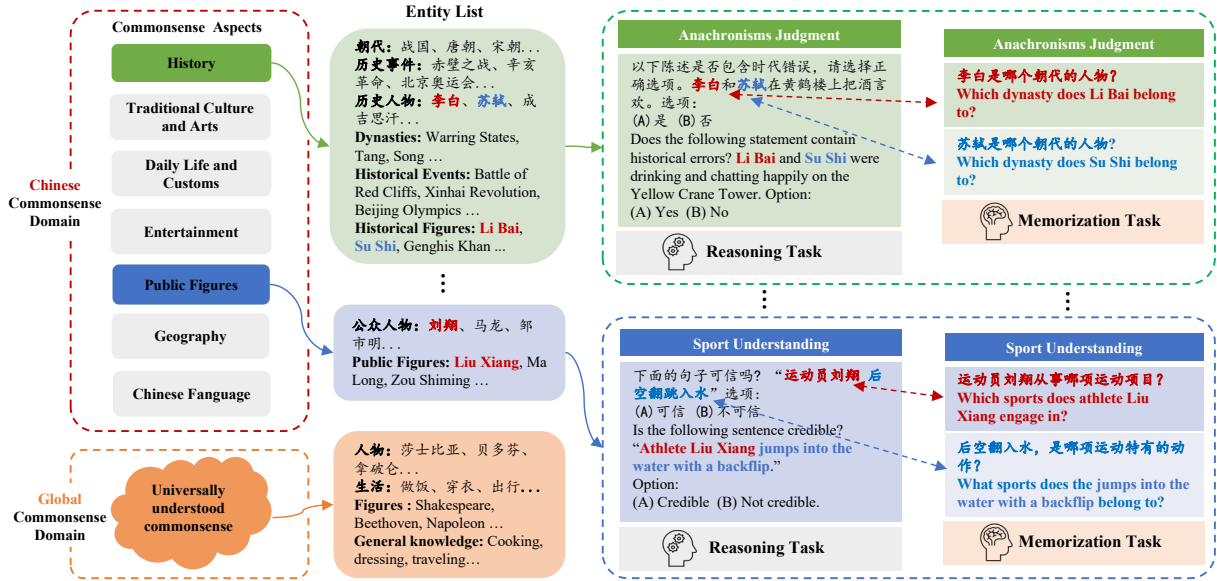 Commonsense Aspects
History
Traditional Culture
and Arts
Daily Life and
Customs
Entertainment
Public Figures
Geography
Chinese Fanguage
Chinese
Commonsense
Domain
Global
Commonsense
Domain
Universally
understood
commonsense
Entity List
朝代：战国、唐朝、宋朝...
历史事件：赤壁之战、辛亥
革命、北京奥运会...
历史人物：李白、苏轼、成
吉思汗...
Dynasties: Warring States,
Tang, Song ...
Historical Events: Battle of
Red Cliffs, Xinhai Revolution,
Beijing Olympics ...
Historical Figures: Li Bai,
Su Shi, Genghis Khan ...
公众人物：刘翔、马龙、邹
市明...
Public Figures: Liu Xiang, Ma
Long, Zou Shiming ...
人物：莎士比亚、贝多芬、
拿破仑...
生活：做饭、穿衣、出行...
Figures : Shakespeare,
Beethoven, Napoleon ...
General knowledge: Cooking,
dressing, traveling...
Anachronisms Judgment
以下陈述是否包含时代错误，请选择正
确选项。李白和苏轼在黄鹤楼上把酒言
欢。选项：
(A)是 (B)否
Does the following statement contain
historical errors? Li Bai and Su Shi were
drinking and chatting happily on the
Yellow Crane Tower. Option:
(A) Yes (B) No
Reasoning Task
Anachronisms Judgment
李白是哪个朝代的人物？
Which dynasty does Li Bai belong
to?
苏轼是哪个朝代的人物?
Which dynasty does Su Shi belong
to?
Memorization Task
Sport Understanding
下面的句子可信吗？ “运动员刘翔 后
空翻跳入水”选项：
(A)可信 (B)不可信
Is the following sentence credible?
“Athlete Liu Xiang jumps into the
water with a backflip.”
Option:
(A) Credible (B) Not credible.
Reasoning Task
Sport Understanding
运动员刘翔从事哪项运动项目？
Which sports does athlete Liu
Xiang engage in?
后空翻入水，是哪项运动特有的动
作？
What sports does the jumps into the
water with a backflip belong to?
Memorization Task